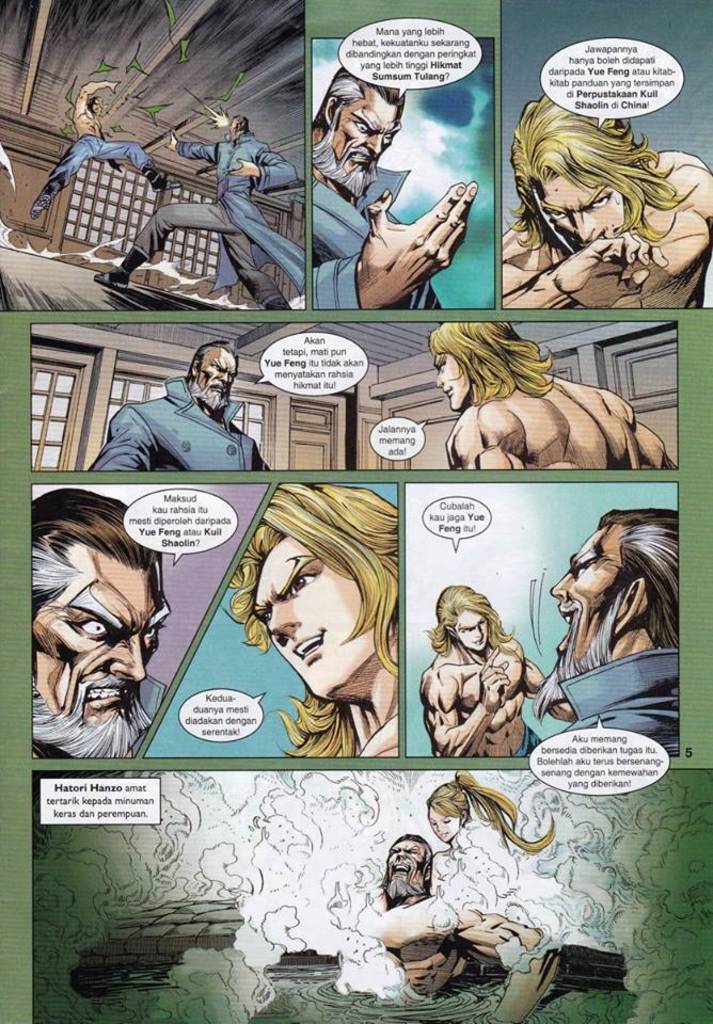 Mana yang lebih
hebat, kekuatanku sekarang
dibandingkan dengan peringkat
yang lebih tinggi Hikmat
Sumsum Tulang?
Jawapannya
hanya boleh didapati
daripada Yue Feng atau kitab-
kitab panduan yang tersimpan
di Perpustakaan Kuil
Shaolin di China!
Akan
tetapi, mati pun
Yue Feng itu tidak akan
menyatakan rahsia
hikmat itu!
Jalannya
memang
ada!
Maksud
kau rahsia itu
mesti diperoleh daripada
Yue Feng atau Kuil
Shaolin?
Kedua-
duanya mesti
diadakan dengan
serentak!
Cubalah
kau jaga Yue
Feng itu!
Aku memang
bersedia diberikan tugas itu.
Bolehlah aku terus bersenang-
senang dengan kemewahan
yang diberikan!
5
Hatori Hanzo amat
tertarik kepada minuman
keras dan perempuan.